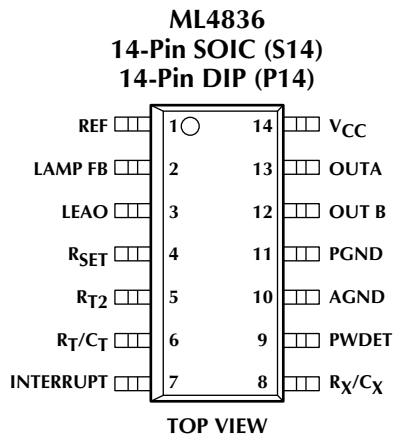 ML4836
14-Pin SOIC (S14)
14-Pin DIP (P14)
REF 1 14 VCC
LAMP FB 2 13 OUTA
LEAO 3 12 OUT B
RSET 4 11 PGND
RT2 5 10 AGND
RT/CT 6 9 PWDET
INTERRUPT 7 8 RX/CX
TOP VIEW